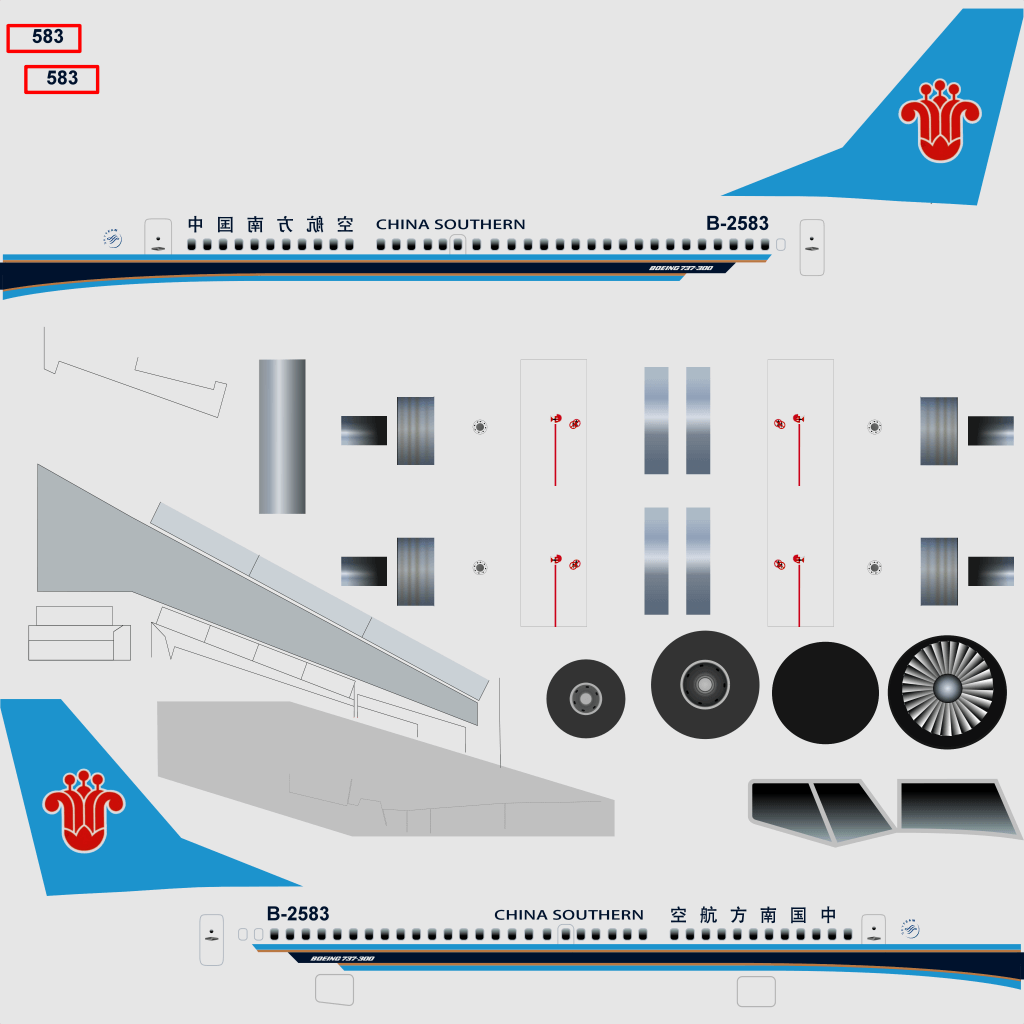 583
583
中 国 南 方 航 空 CHINA SOUTHERN B-2583
BOEING 737-300
B-2583 CHINA SOUTHERN 空 航 方 南 国 中
BOEING 737-300